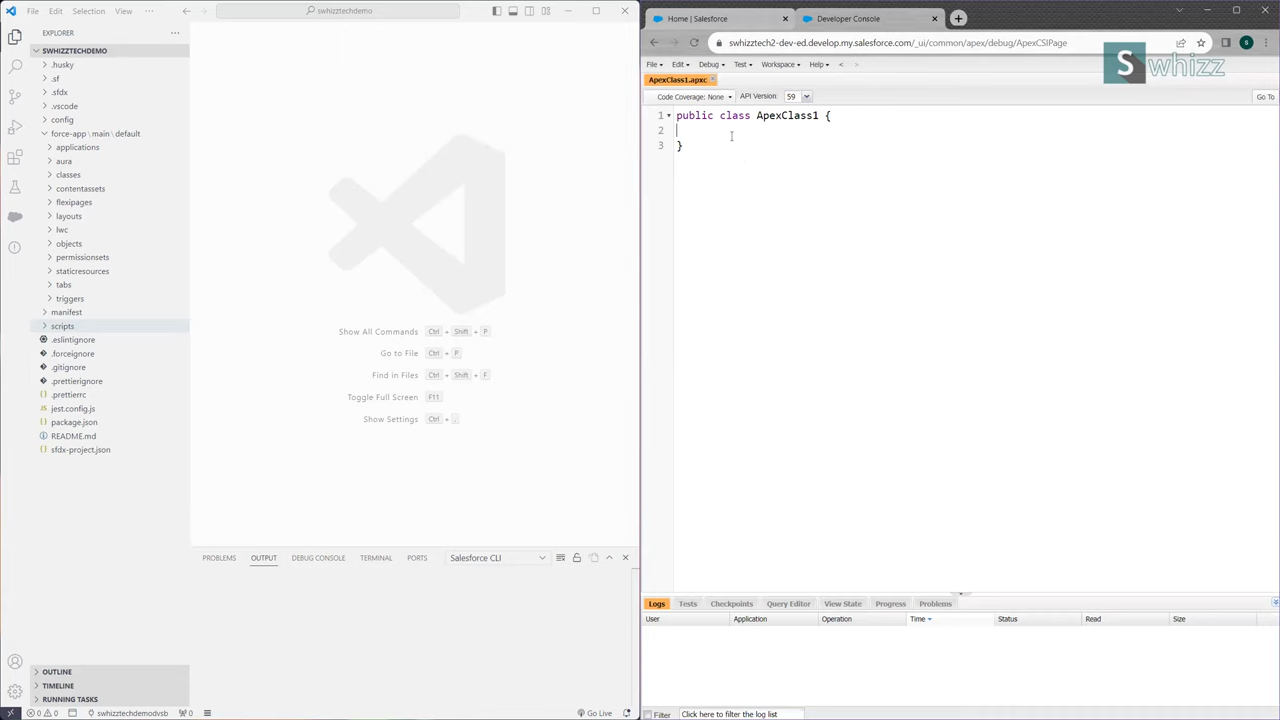 File Edit Selection View ··· swhizztechdemo
EXPLORER ···
SWHIZZTECHDEMO
.husky
.sf
.sfdx
.vscode
config
force-app \ main \ default
applications
aura
classes
contentassets
flexipages
layouts
lwc
objects
permissionsets
staticresources
tabs
triggers
manifest
scripts
.eslintignore
.forceignore
.gitignore
.prettierignore
.prettierrc
jest.config.js
package.json
README.md
sfdx-project.json
OUTLINE
TIMELINE
RUNNING TASKS
Show All Commands Ctrl + Shift + P
Go to File Ctrl + P
Find in Files Ctrl + Shift + F
Toggle Full Screen F11
Show Settings Ctrl + ,
PROBLEMS OUTPUT DEBUG CONSOLE TERMINAL PORTS Salesforce CLI
0 0 swhizztechdemodvsb 0 Go Live
Home | Salesforce Developer Console
swhizztech2-dev-ed.develop.my.salesforce.com/_ui/common/apex/debug/ApexCSIPage
S whizz
File Edit Debug Test Workspace Help < >
ApexClass1.apxc
Code Coverage: None API Version: 59 Go To
1 public class ApexClass1 {
2
3 }
Logs Tests Checkpoints Query Editor View State Progress Problems
User Application Operation Time Status Read Size
Filter Click here to filter the log list